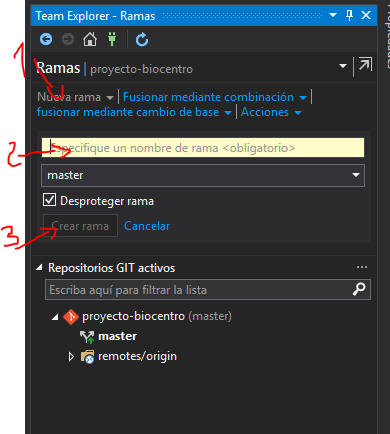 Team Explorer - Ramas
Ramas | proyecto-biocentro
1
Nueva rama | Fusionar mediante combinación |
fusionar mediante cambio de base | Acciones
2
Especifique un nombre de rama <obligatorio>
master
Desproteger rama
3
Crear rama Cancelar
Repositorios GIT activos ...
Escriba aquí para filtrar la lista
proyecto-biocentro (master)
master
remotes/origin